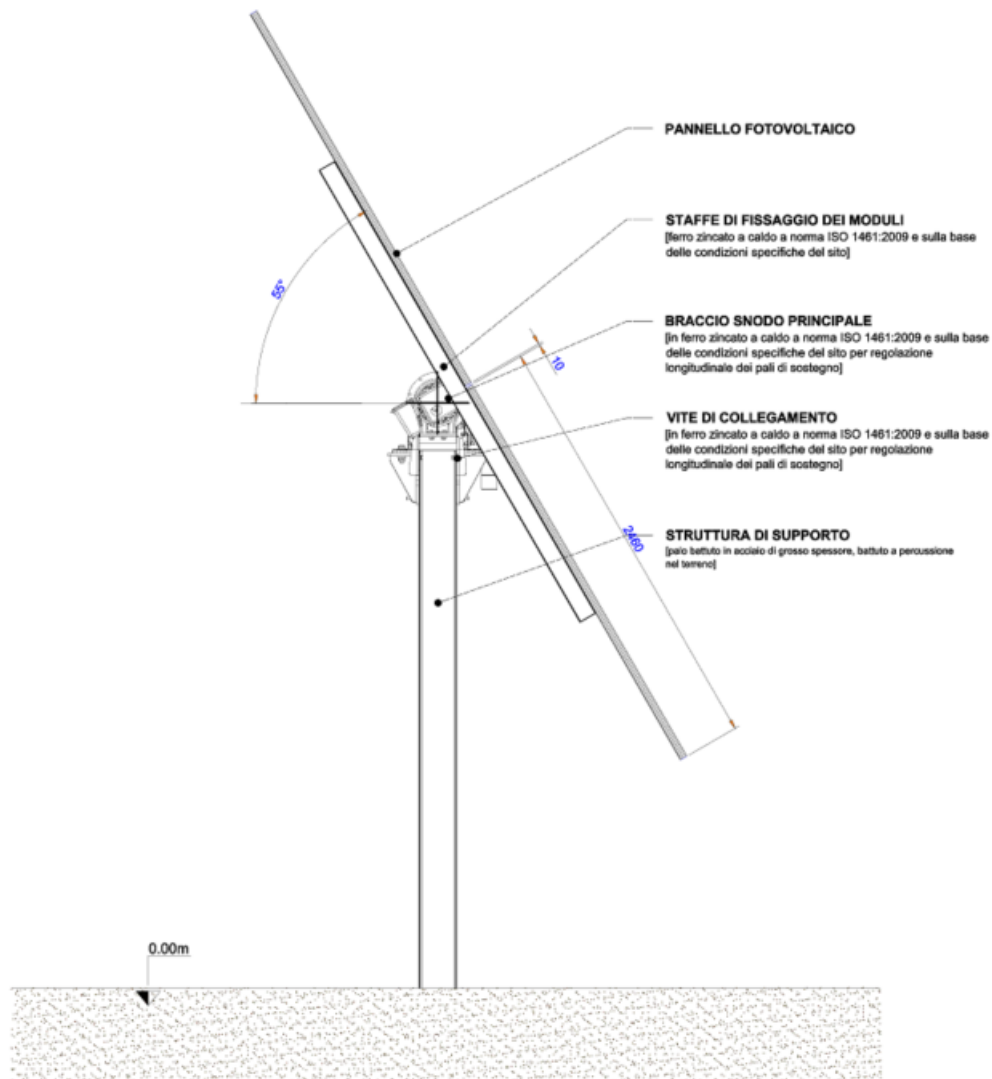 PANNELLO FOTOVOLTAICO
STAFFE DI FISSAGGIO DEI MODULI
[ferro zincato a caldo a norma ISO 1461:2009 e sulla base
delle condizioni specifiche del sito]
55°
BRACCIO SNODO PRINCIPALE
[in ferro zincato a caldo a norma ISO 1461:2009 e sulla base
delle condizioni specifiche del sito per regolazione
longitudinale dei pali di sostegno]
10
VITE DI COLLEGAMENTO
[in ferro zincato a caldo a norma ISO 1461:2009 e sulla base
delle condizioni specifiche del sito per regolazione
longitudinale dei pali di sostegno]
2460
STRUTTURA DI SUPPORTO
[palo battuto in acciaio di grosso spessore, battuto a percussione
nel terreno]
0.00m